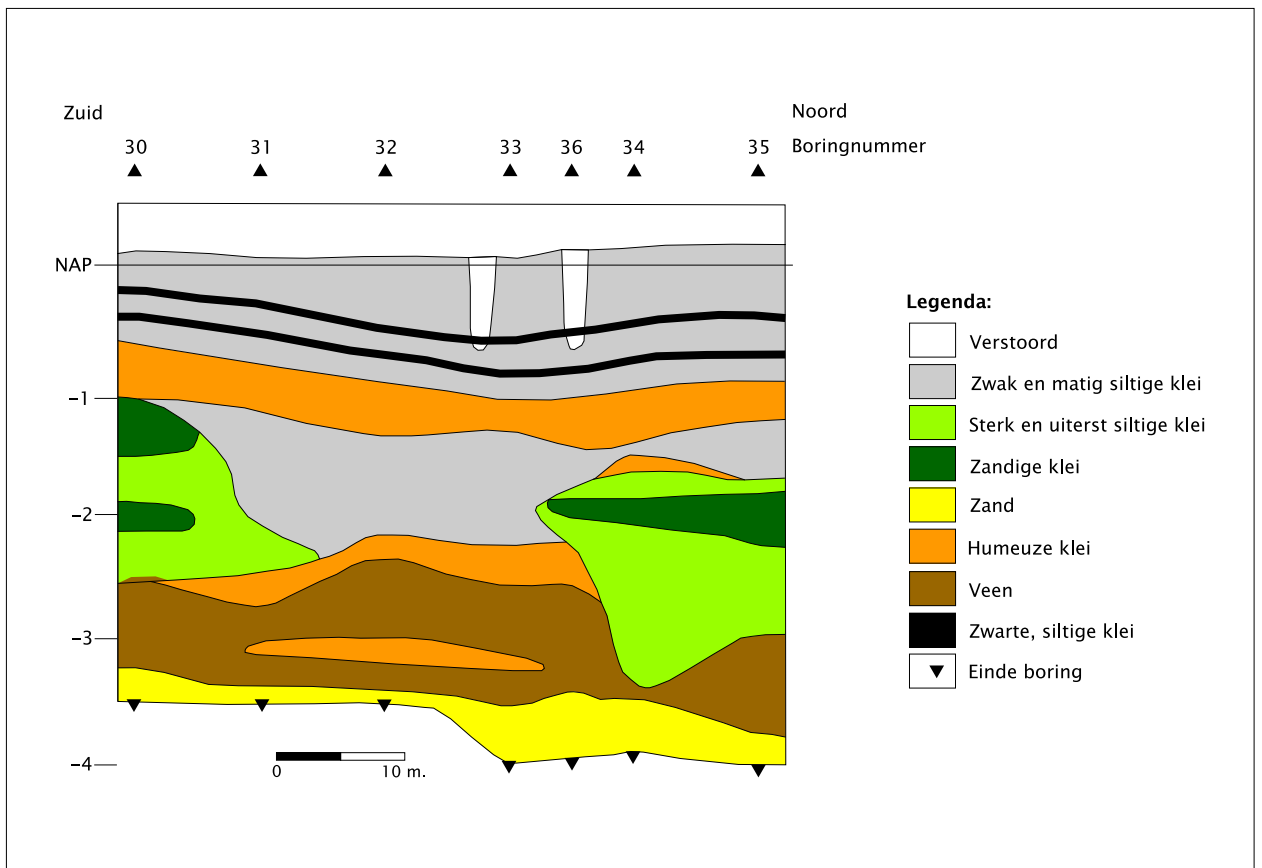 Zuid
Noord
30 31 32 33 36 34 35 Boringnummer
NAP
-1
-2
-3
-4
0 10 m.
Legenda:
Verstoord
Zwak en matig siltige klei
Sterk en uiterst siltige klei
Zandige klei
Zand
Humeuze klei
Veen
Zwarte, siltige klei
Einde boring